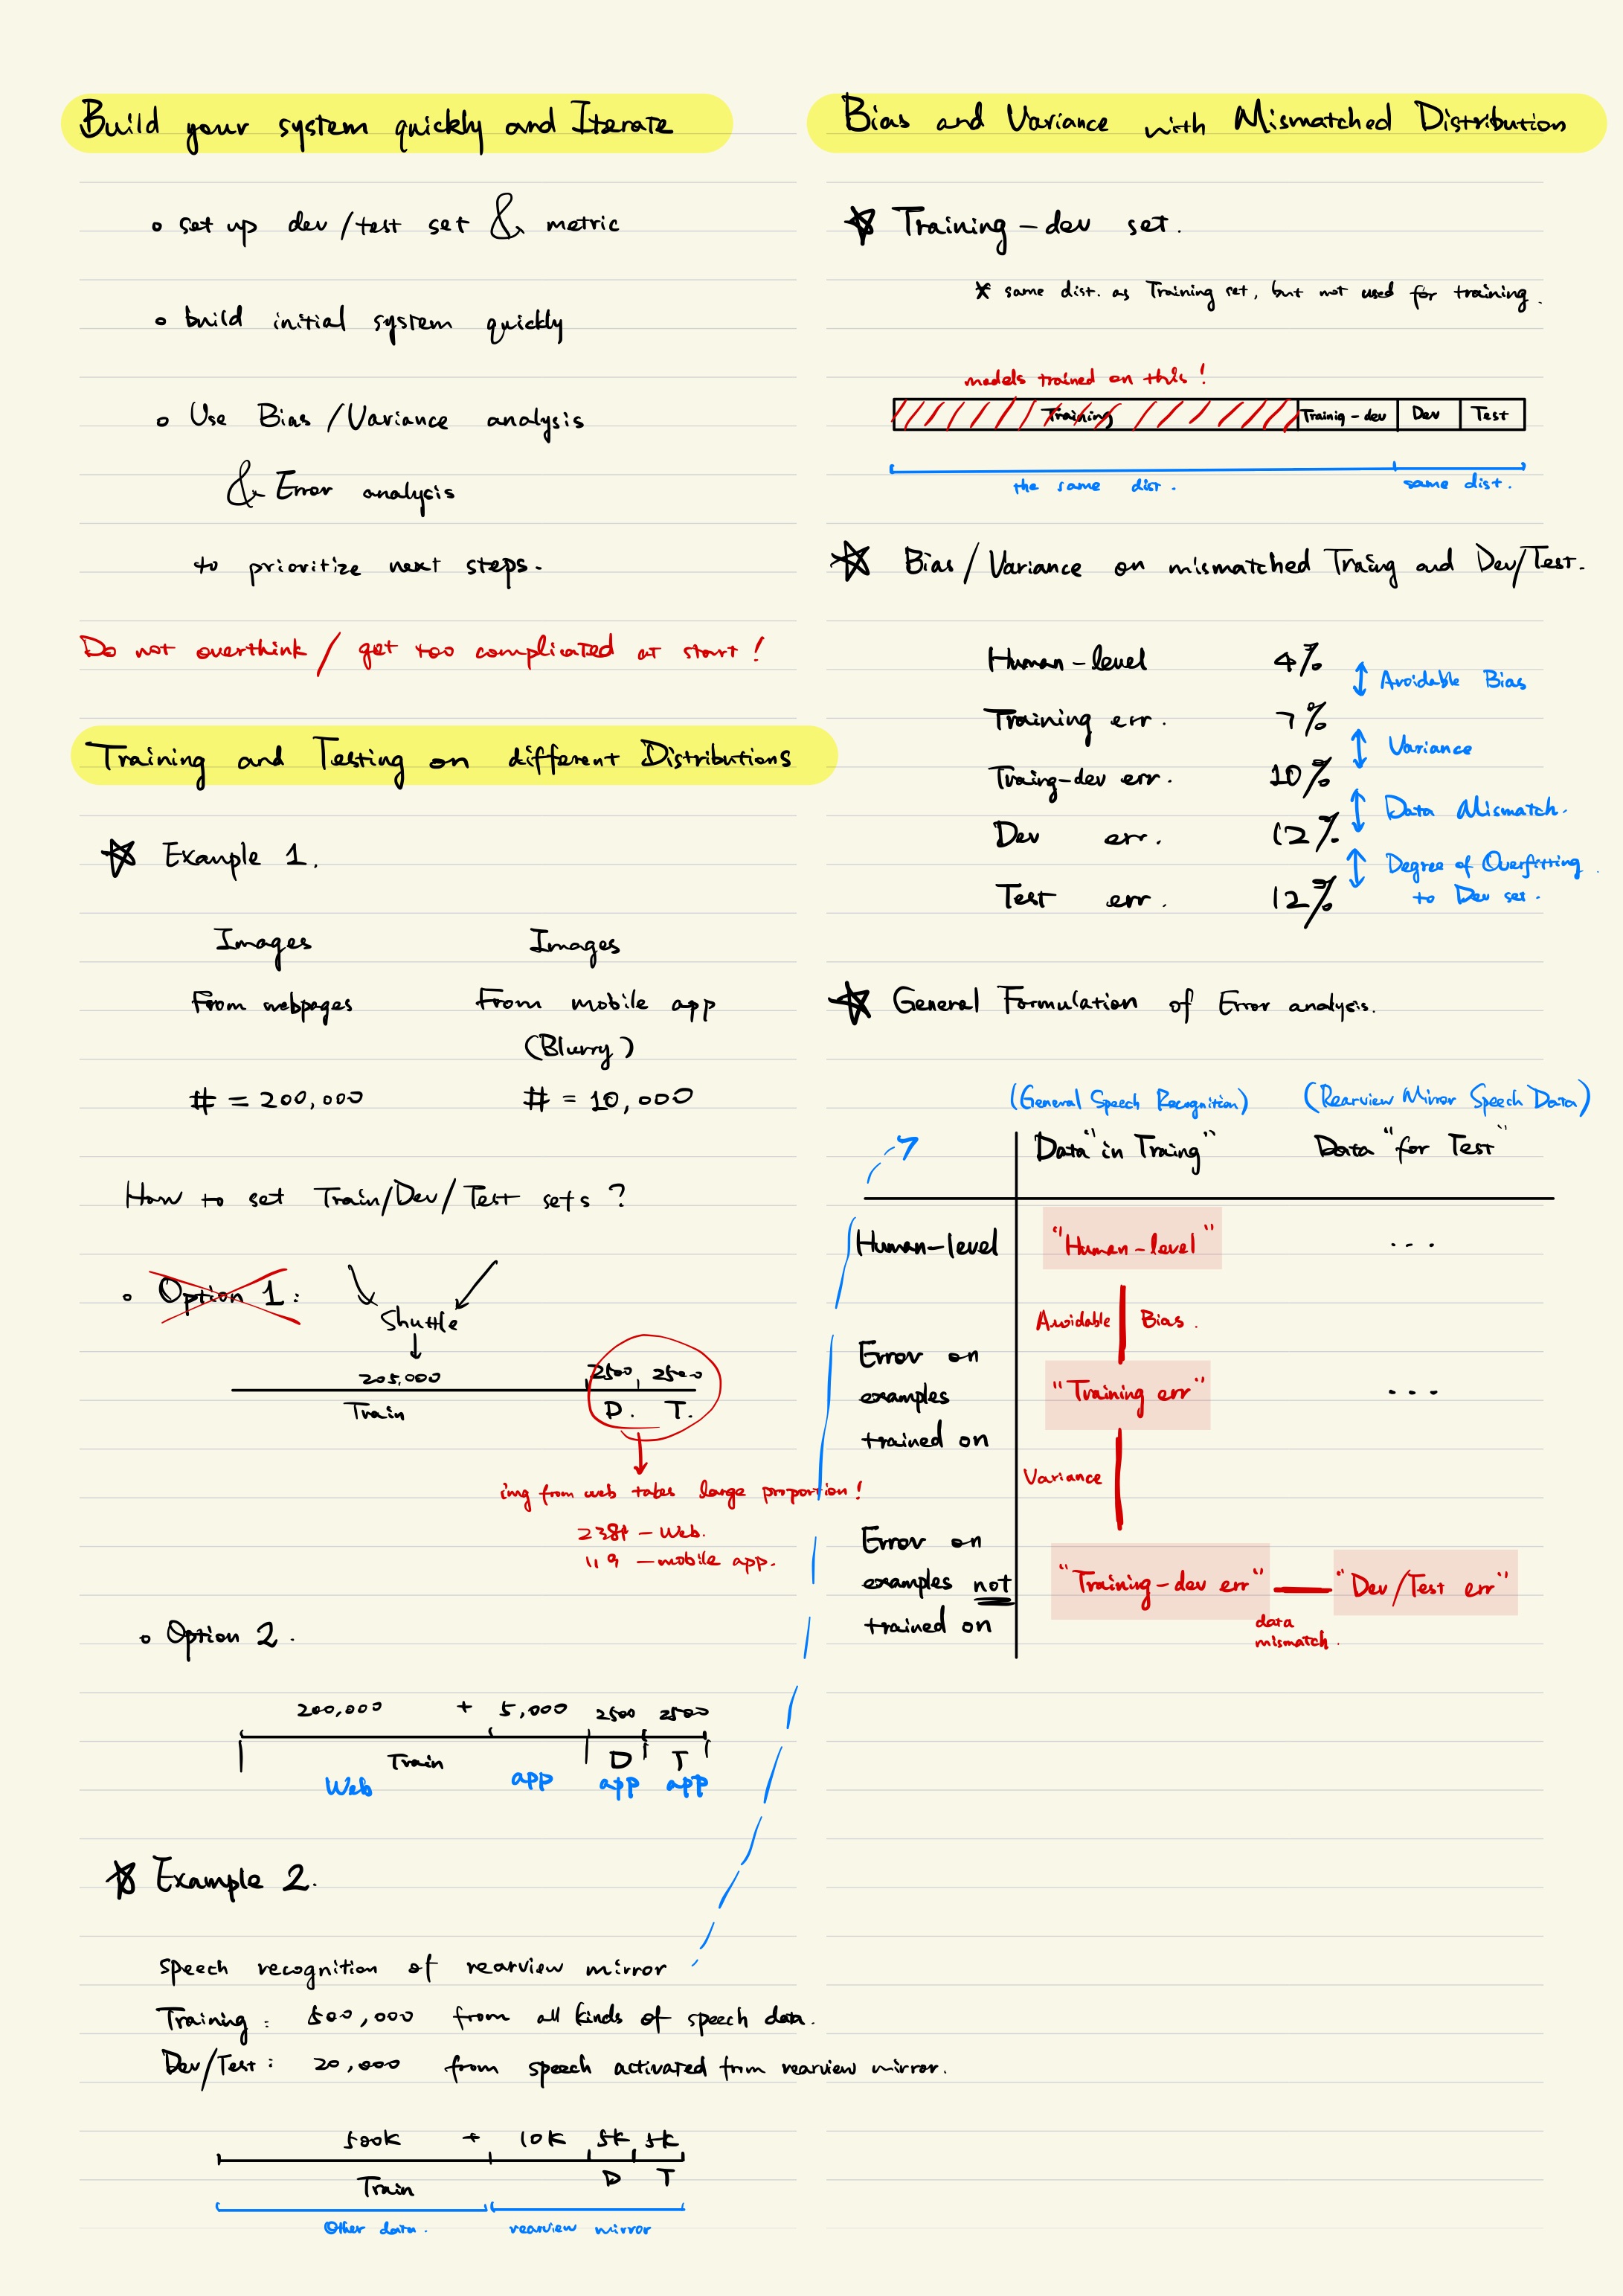 Build your system quickly and Iterate
• set up dev/test set & metric
• build initial system quickly
• Use Bias/Variance analysis
& Error analysis
to prioritize next steps.
Do not overthink / get too complicated at start!
Training and Testing on different Distributions
☆ Example 1.
Images Images
From webpages From mobile app
(Blurry)
# = 200,000 # = 10,000
How to set Train/Dev/Test sets?
• Option 1:
Shuttle
205,000 2500, 2500
Train D. T.
img from web takes large proportion!
2381 – Web.
119 – mobile app.
• Option 2.
200,000 + 5,000 2500 2500
Train D T
Web app app app
☆ Example 2.
speech recognition of rearview mirror
Training: 500,000 from all kinds of speech data.
Dev/Test: 20,000 from speech activated from rearview mirror.
500K + 10K 5K 5K
Train D T
Other data. rearview mirror
Bias and Variance with Mismatched Distribution
☆ Training-dev set.
* same dist. as Training set, but not used for training.
models trained on this!
Training Trainig-dev Dev Test
the same dist. same dist.
☆ Bias/Variance on mismatched Traing and Dev/Test.
Human-level 4%
Avoidable Bias
Training err. 7%
Variance
Traing-dev err. 10%
Data Mismatch.
Dev err. 12%
Degree of Overfitting
to Dev set.
Test err. 12%
☆ General Formulation of Error analysis.
(General Speech Recognition) (Rearview Mirror Speech Data)
Data "in Traing" Data "for Test"
Human-level "Human-level" ...
Avoidable Bias.
Error on
examples "Training err" ...
trained on
Variance
Error on
examples not "Training-dev err" "Dev/Test err"
trained on
data
mismatch.